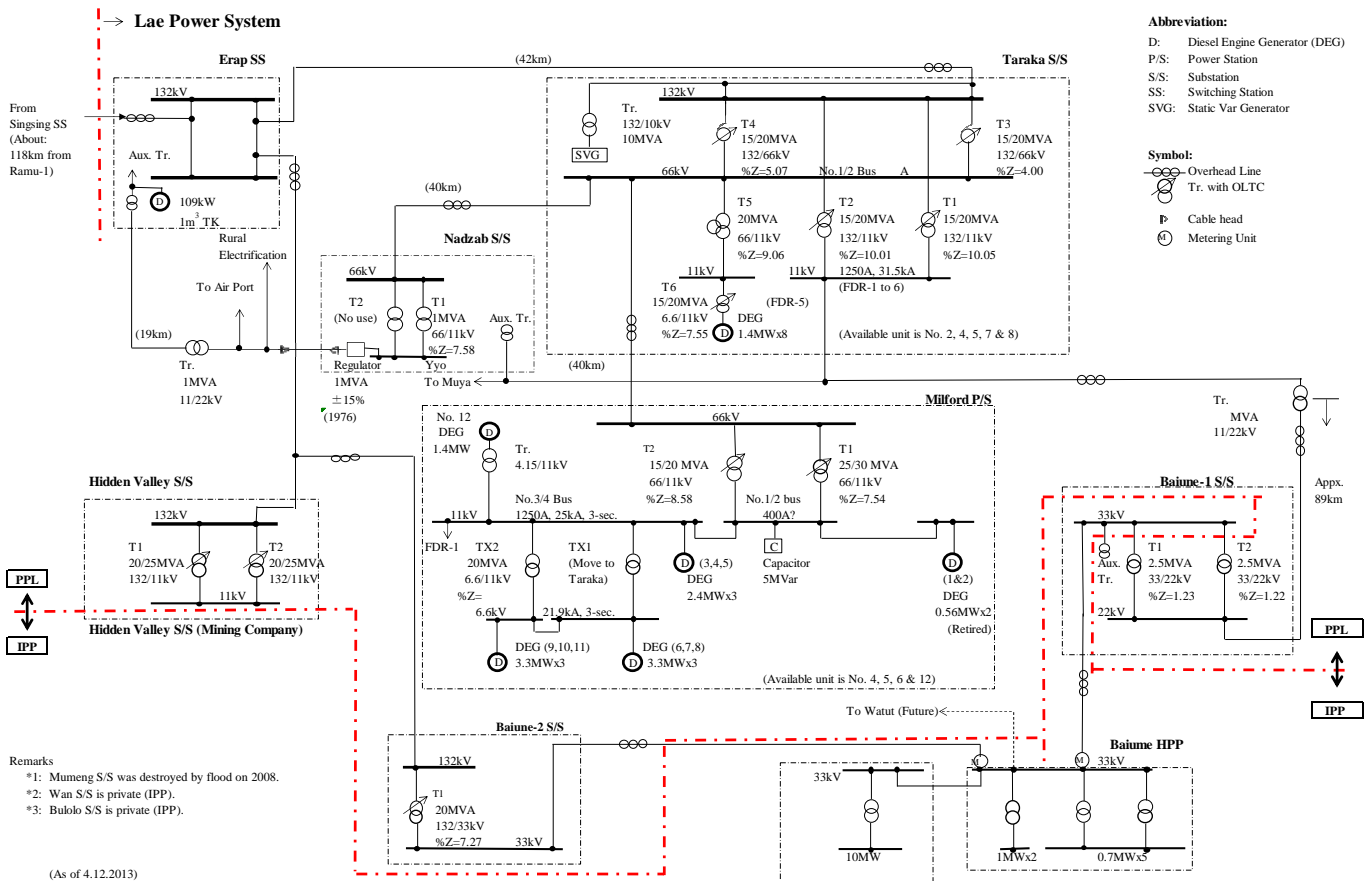 Lae Power System
Erap SS
132kV
From
Singsing SS
(About:
118km from
Ramu-1)
Aux. Tr.
D
109kW
1m³ TK
Rural
Electrification
To Air Port
(19km)
Tr.
1MVA
11/22kV
(42km)
(40km)
Nadzab S/S
66kV
T2
(No use)
T1
1MVA
66/11kV
%Z=7.58
Regulator
1MVA
±15%
(1976)
Yyo
Aux. Tr.
To Muya
Taraka S/S
132kV
Tr.
132/10kV
10MVA
SVG
T4
15/20MVA
132/66kV
%Z=5.07
T3
15/20MVA
132/66kV
%Z=4.00
66kV
No.1/2 Bus
A
T5
20MVA
66/11kV
%Z=9.06
T2
15/20MVA
132/11kV
%Z=10.01
T1
15/20MVA
132/11kV
%Z=10.05
11kV
11kV
1250A, 31.5kA
(FDR-1 to 6)
T6
15/20MVA
6.6/11kV
%Z=7.55
(FDR-5)
DEG
1.4MWx8
D
(Available unit is No. 2, 4, 5, 7 & 8)
(40km)
Abbreviation:
D: Diesel Engine Generator (DEG)
P/S: Power Station
S/S: Substation
SS: Switching Station
SVG: Static Var Generator
Symbol:
Overhead Line
Tr. with OLTC
Cable head
M Metering Unit
Tr.
MVA
11/22kV
Appx.
89km
Milford P/S
66kV
No. 12
DEG
1.4MW
D
Tr.
4.15/11kV
T2
15/20 MVA
66/11kV
%Z=8.58
T1
25/30 MVA
66/11kV
%Z=7.54
No.3/4 Bus
11kV
1250A, 25kA, 3-sec.
No.1/2 bus
400A?
FDR-1
TX2
20MVA
6.6/11kV
%Z=
TX1
(Move to
Taraka)
D
(3,4,5)
DEG
2.4MWx3
C
Capacitor
5MVar
D
(1&2)
DEG
0.56MWx2
(Retired)
6.6kV
21.9kA, 3-sec.
D
DEG (9,10,11)
3.3MWx3
D
DEG (6,7,8)
3.3MWx3
(Available unit is No. 4, 5, 6 & 12)
Hidden Valley S/S
132kV
T1
20/25MVA
132/11kV
T2
20/25MVA
132/11kV
11kV
Hidden Valley S/S (Mining Company)
PPL
IPP
Baiune-1 S/S
33kV
Aux.
Tr.
T1
2.5MVA
33/22kV
%Z=1.23
T2
2.5MVA
33/22kV
%Z=1.22
22kV
PPL
IPP
Baiune-2 S/S
132kV
T1
20MVA
132/33kV
%Z=7.27
33kV
To Watut (Future)
Baiume HPP
M
M
33kV
33kV
10MW
1MWx2
0.7MWx5
Remarks
*1: Mumeng S/S was destroyed by flood on 2008.
*2: Wan S/S is private (IPP).
*3: Bulolo S/S is private (IPP).
(As of 4.12.2013)